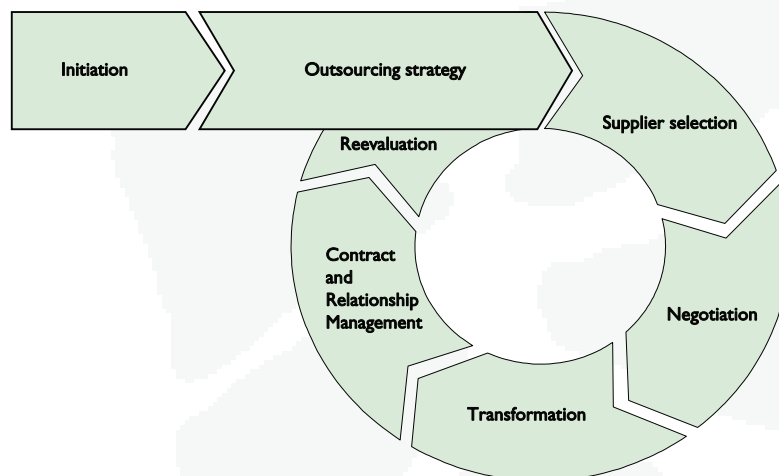 Initiation
Outsourcing strategy
Supplier selection
Reevaluation
Contract
and
Relationship
Management
Negotiation
Transformation